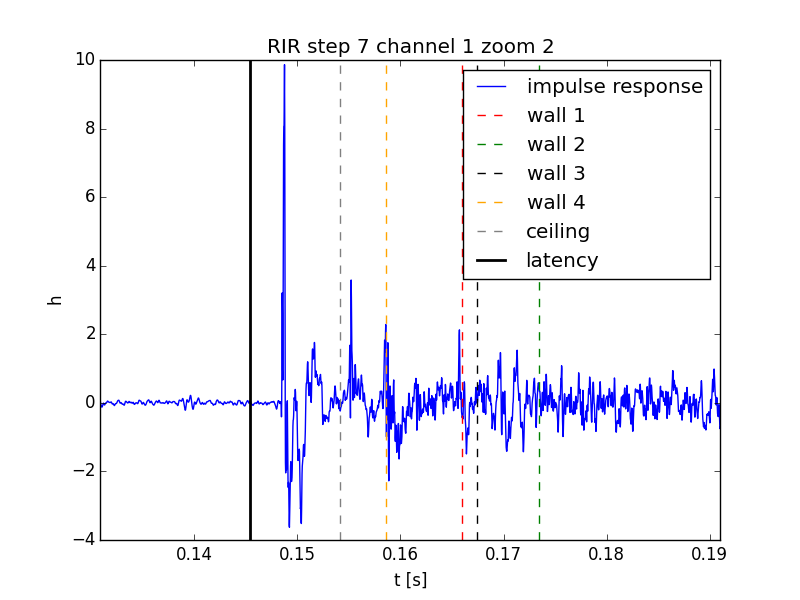 RIR step 7 channel 1 zoom 2
10
8
6
4
2
0
−2
−4
h
0.14 0.15 0.16 0.17 0.18 0.19
t [s]
impulse response
wall 1
wall 2
wall 3
wall 4
ceiling
latency